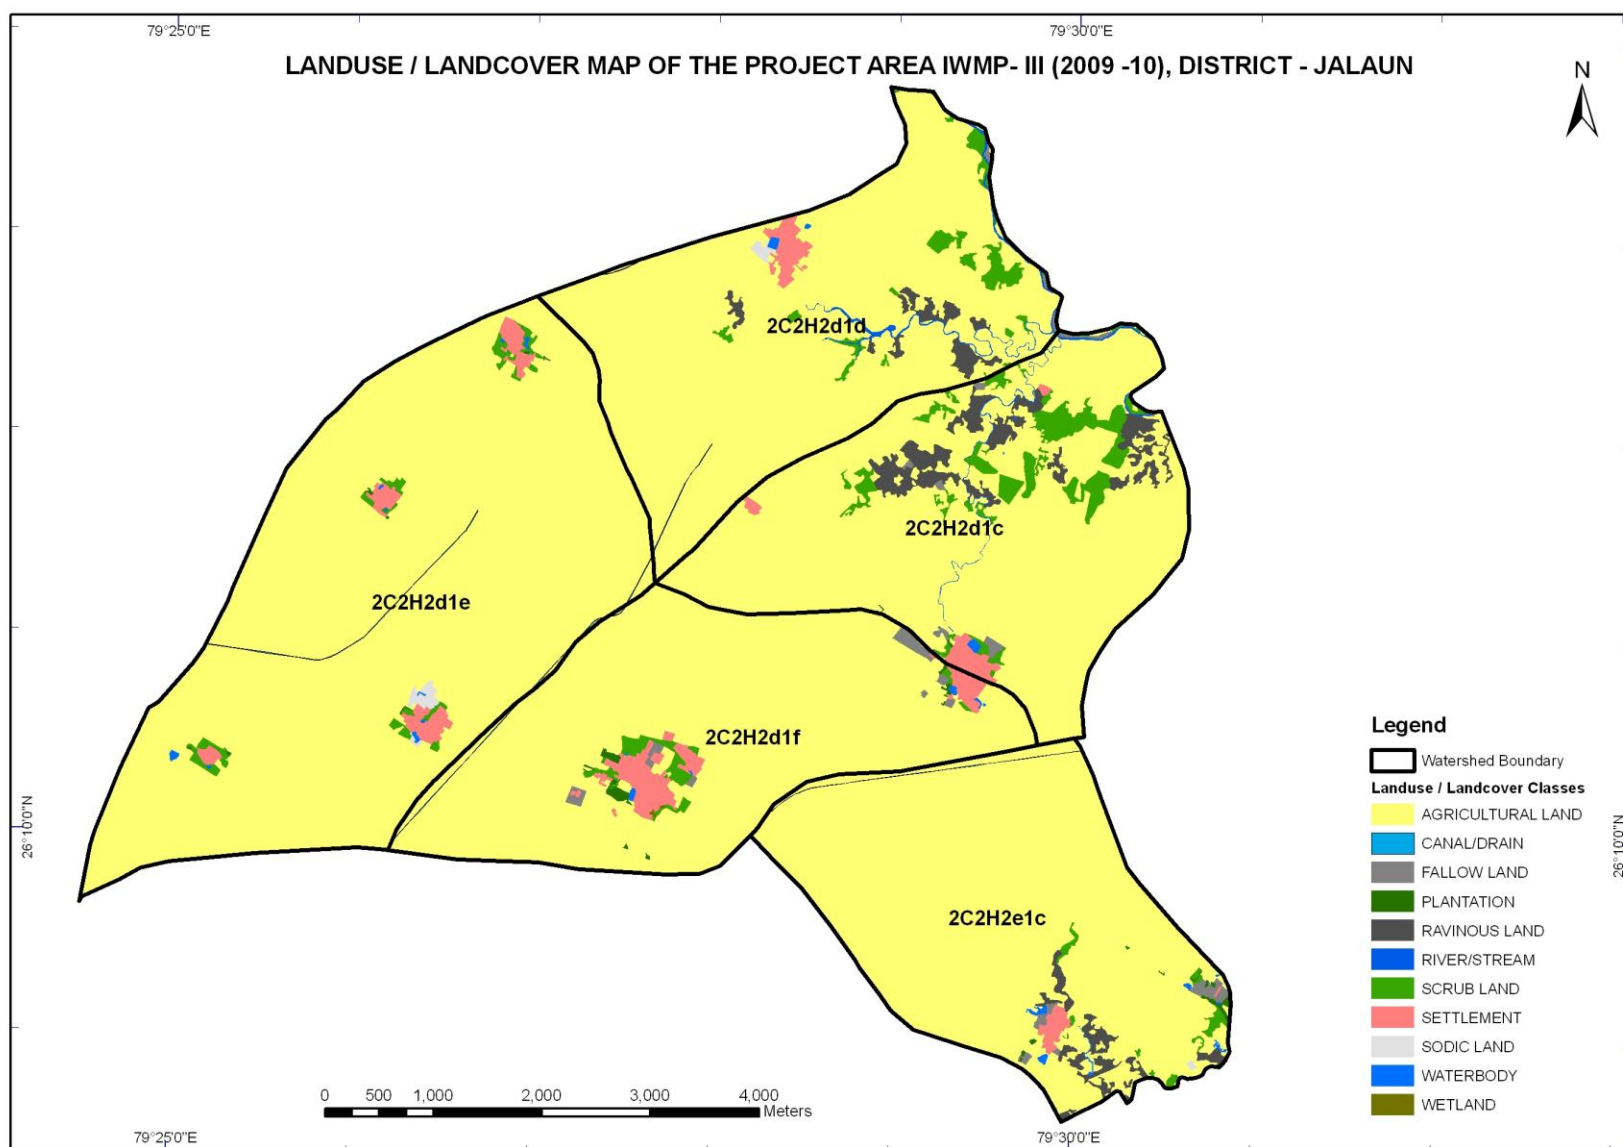 79°25'0"E
79°30'0"E
LANDUSE / LANDCOVER MAP OF THE PROJECT AREA IWMP- III (2009 -10), DISTRICT - JALAUN
N
2C2H2d1d
2C2H2d1c
2C2H2d1e
2C2H2d1f
2C2H2e1c
26°10'0"N
26°10'0"N
Legend
Watershed Boundary
Landuse / Landcover Classes
AGRICULTURAL LAND
CANAL/DRAIN
FALLOW LAND
PLANTATION
RAVINOUS LAND
RIVER/STREAM
SCRUB LAND
SETTLEMENT
SODIC LAND
WATERBODY
WETLAND
0 500 1,000 2,000 3,000 4,000
Meters
79°25'0"E
79°30'0"E